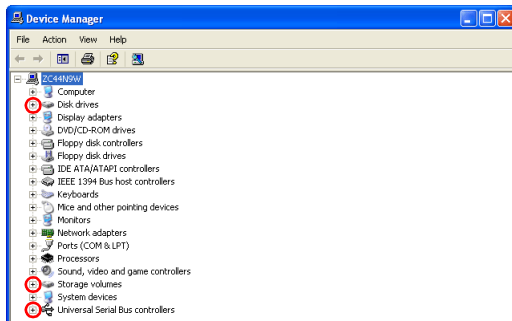 Device Manager
File Action View Help
ZC44N9W
Computer
Disk drives
Display adapters
DVD/CD-ROM drives
Floppy disk controllers
Floppy disk drives
IDE ATA/ATAPI controllers
IEEE 1394 Bus host controllers
Keyboards
Mice and other pointing devices
Monitors
Network adapters
Ports (COM & LPT)
Processors
Sound, video and game controllers
Storage volumes
System devices
Universal Serial Bus controllers